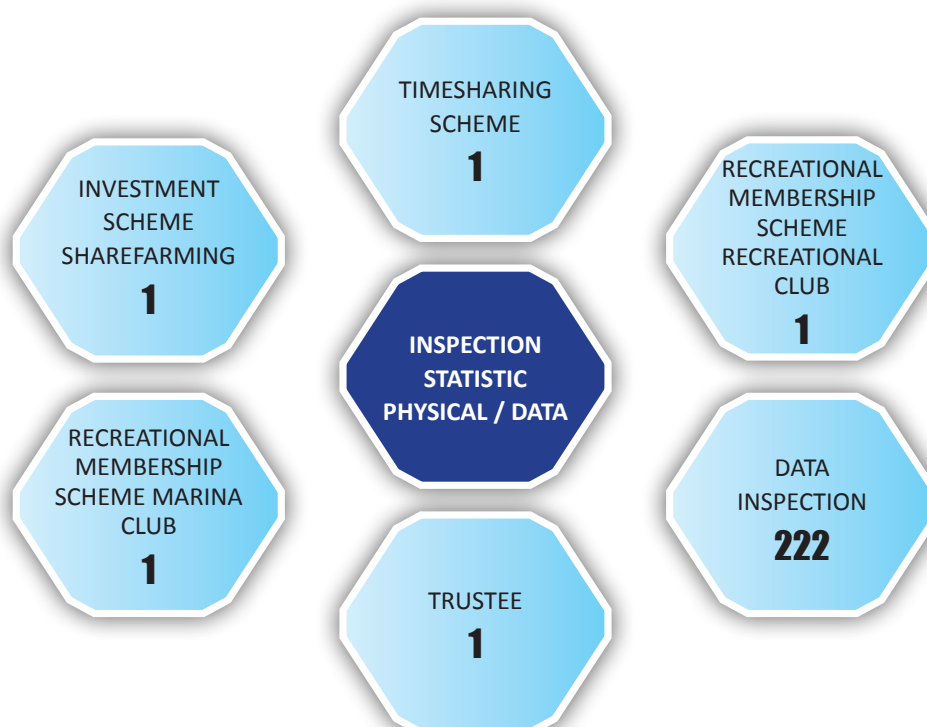 TIMESHARING
SCHEME
1
INVESTMENT
SCHEME
SHAREFARMING
1
RECREATIONAL
MEMBERSHIP
SCHEME
RECREATIONAL
CLUB
1
INSPECTION
STATISTIC
PHYSICAL / DATA
RECREATIONAL
MEMBERSHIP
SCHEME MARINA
CLUB
1
DATA
INSPECTION
222
TRUSTEE
1